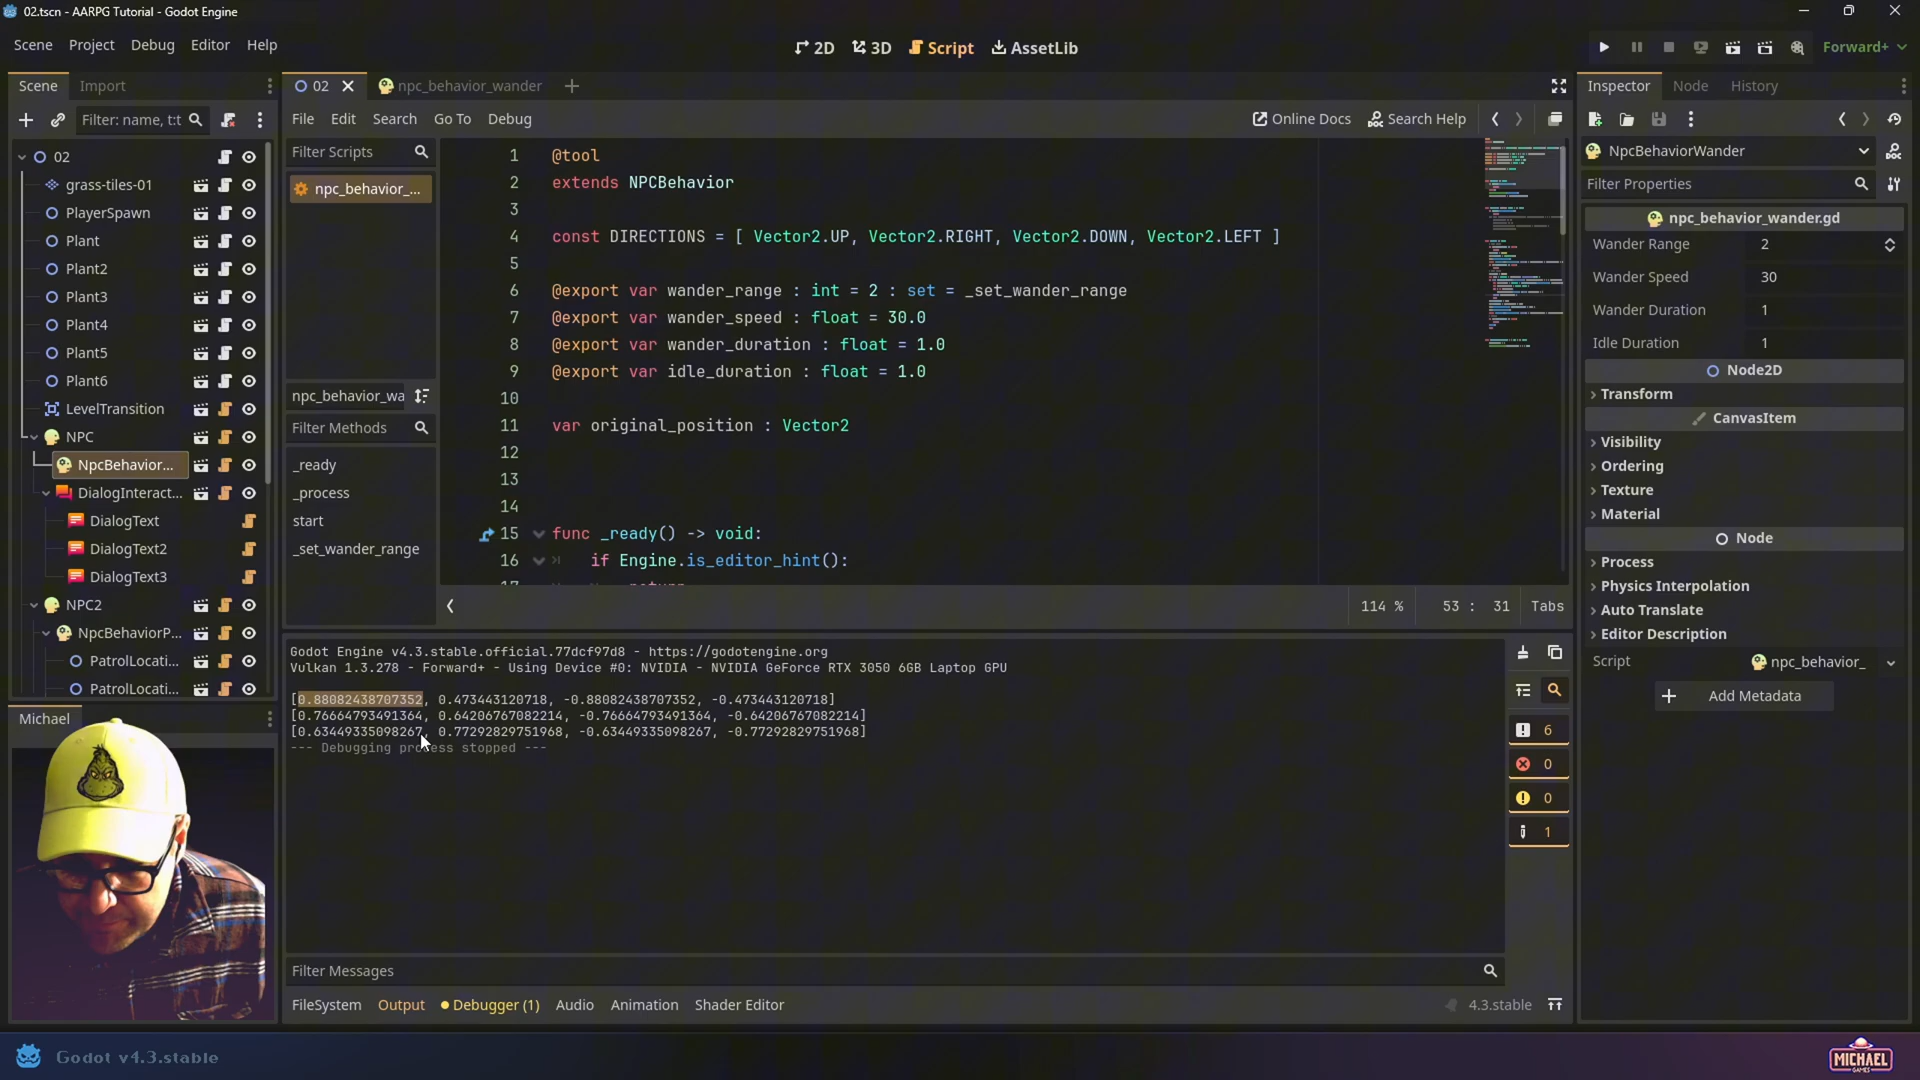 02.tscn - AARPG Tutorial - Godot Engine
Scene Project Debug Editor Help
2D 3D Script AssetLib
Forward+
Scene Import
Filter: name, t:t
02
grass-tiles-01
PlayerSpawn
Plant
Plant2
Plant3
Plant4
Plant5
Plant6
LevelTransition
NPC
NpcBehavior...
DialogInteract...
DialogText
DialogText2
DialogText3
NPC2
NpcBehaviorP...
PatrolLocati...
PatrolLocati...
Michael
02 npc_behavior_wander
File Edit Search Go To Debug
Online Docs Search Help
Filter Scripts
npc_behavior_...
npc_behavior_wa
Filter Methods
_ready
_process
start
_set_wander_range
1 @tool
2 extends NPCBehavior
3
4 const DIRECTIONS = [ Vector2.UP, Vector2.RIGHT, Vector2.DOWN, Vector2.LEFT ]
5
6 @export var wander_range : int = 2 : set = _set_wander_range
7 @export var wander_speed : float = 30.0
8 @export var wander_duration : float = 1.0
9 @export var idle_duration : float = 1.0
10
11 var original_position : Vector2
12
13
14
15 func _ready() -> void:
16 if Engine.is_editor_hint():
17 return
114 % 53 : 31 Tabs
Godot Engine v4.3.stable.official.77dcf97d8 - https://godotengine.org
Vulkan 1.3.278 - Forward+ - Using Device #0: NVIDIA - NVIDIA GeForce RTX 3050 6GB Laptop GPU
[0.88082438707352, 0.473443120718, -0.88082438707352, -0.473443120718]
[0.76664793491364, 0.64206767082214, -0.76664793491364, -0.64206767082214]
[0.63449335098267, 0.77292829751968, -0.63449335098267, -0.77292829751968]
--- Debugging process stopped ---
6
0
0
1
Filter Messages
FileSystem Output Debugger (1) Audio Animation Shader Editor
4.3.stable
Inspector Node History
NpcBehaviorWander
Filter Properties
npc_behavior_wander.gd
Wander Range 2
Wander Speed 30
Wander Duration 1
Idle Duration 1
Node2D
Transform
CanvasItem
Visibility
Ordering
Texture
Material
Node
Process
Physics Interpolation
Auto Translate
Editor Description
Script npc_behavior_
Add Metadata
Godot v4.3.stable
MICHAEL
GAMES